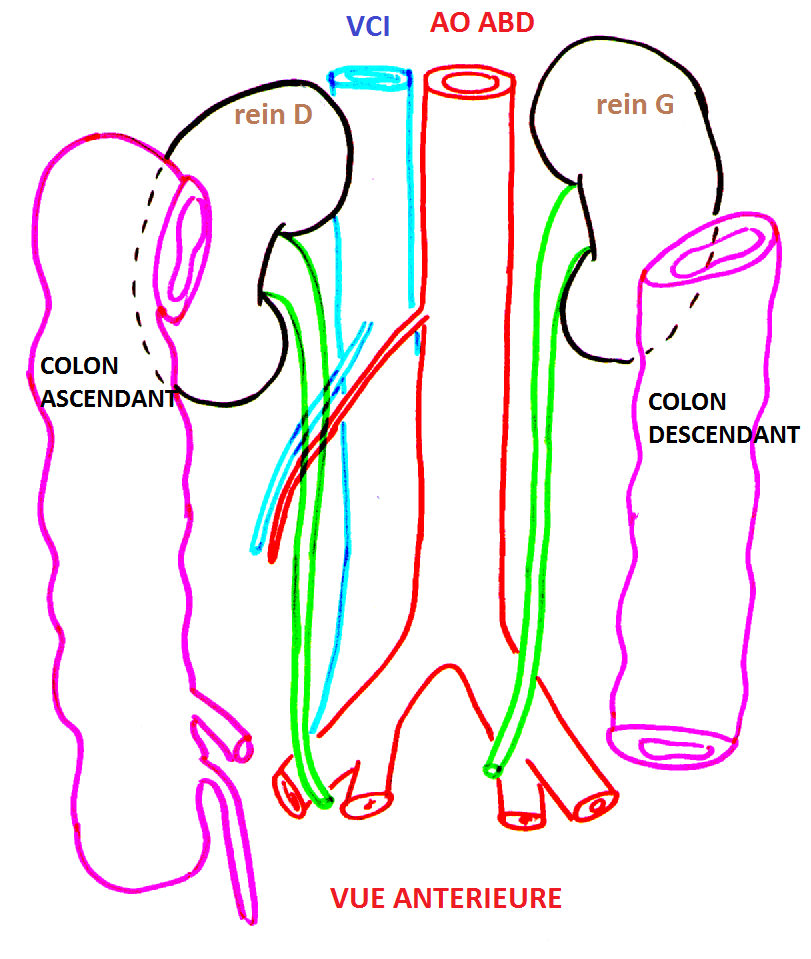 VCI
AO ABD
rein D
rein G
COLON
ASCENDANT
COLON
DESCENDANT
VUE ANTERIEURE